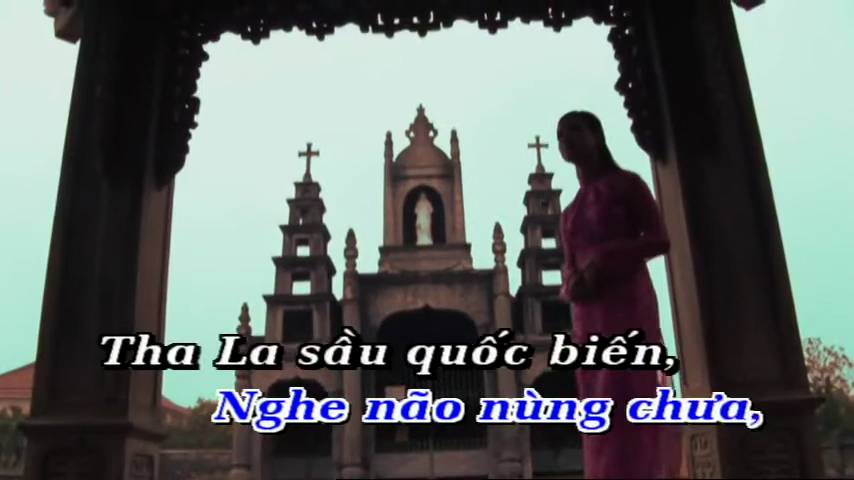 Tha La sầu quốc biến,
Nghe não nùng chưa,